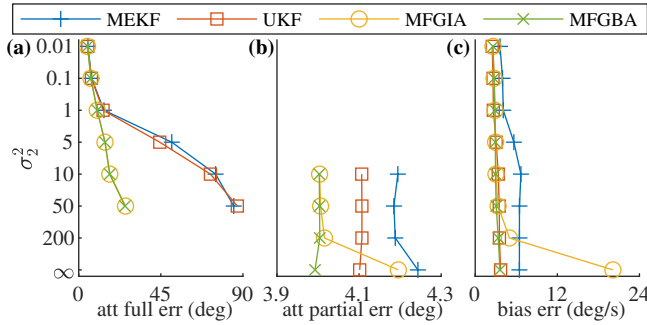 MEKF UKF MFGIA MFGBA
(a) (b) (c)
0.01
0.1
1
5
10
50
200
∞
σ₂²
0 45 90 3.9 4.1 4.3 0 12 24
att full err (deg) att partial err (deg) bias err (deg/s)